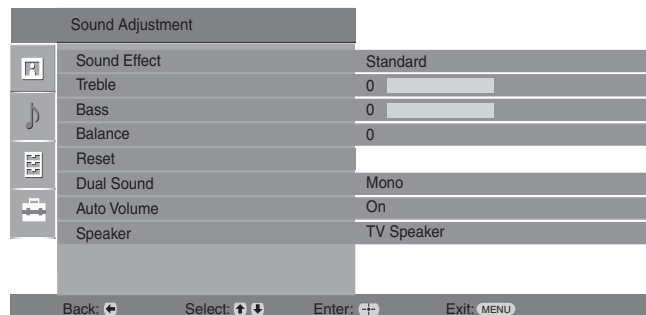 Sound Adjustment
Sound Effect Standard
Treble 0
Bass 0
Balance 0
Reset
Dual Sound Mono
Auto Volume On
Speaker TV Speaker
Back: Select: Enter: Exit: MENU